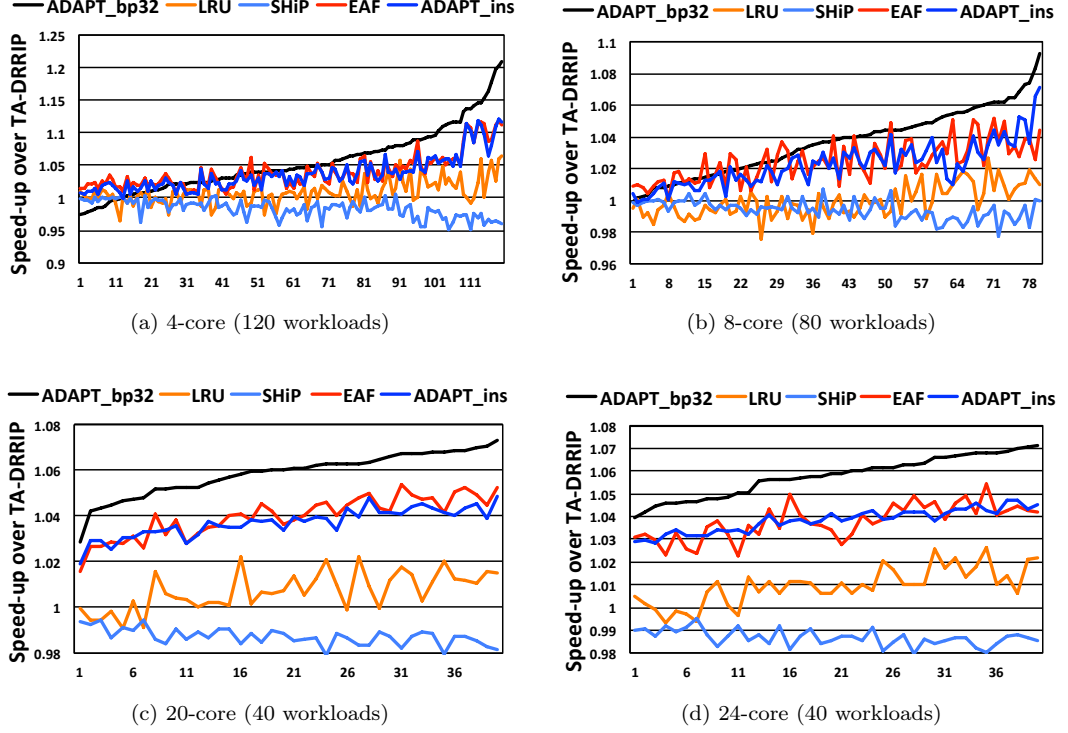 ADAPT_bp32 LRU SHiP EAF ADAPT_ins
Speed-up over TA-DRRIP
1.25
1.2
1.15
1.1
1.05
1
0.95
0.9
1 11 21 31 41 51 61 71 81 91 101 111
(a) 4-core (120 workloads)
ADAPT_bp32 LRU SHiP EAF ADAPT_ins
Speed-up over TA-DRRIP
1.1
1.08
1.06
1.04
1.02
1
0.98
0.96
1 8 15 22 29 36 43 50 57 64 71 78
(b) 8-core (80 workloads)
ADAPT_bp32 LRU SHiP EAF ADAPT_ins
Speed-up over TA-DRRIP
1.08
1.06
1.04
1.02
1
0.98
1 6 11 16 21 26 31 36
(c) 20-core (40 workloads)
ADAPT_bp32 LRU SHiP EAF ADAPT_ins
Speed-up over TA-DRRIP
1.08
1.07
1.06
1.05
1.04
1.03
1.02
1.01
1
0.99
0.98
1 6 11 16 21 26 31 36
(d) 24-core (40 workloads)